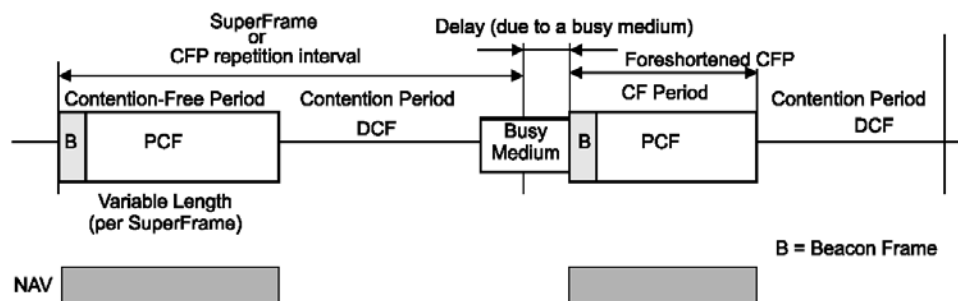 SuperFrame
or
CFP repetition interval
Delay (due to a busy medium)
Foreshortened CFP
Contention-Free Period
Contention Period
DCF
CF Period
Contention Period
DCF
B
PCF
Busy
Medium
B
PCF
Variable Length
(per SuperFrame)
B = Beacon Frame
NAV